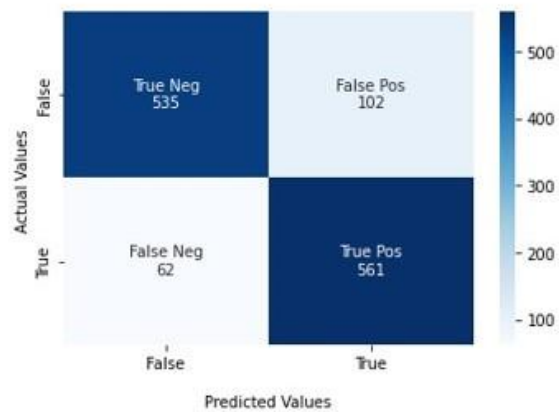 True Neg
535
False Pos
102
False Neg
62
True Pos
561
False
True
Actual Values
False
True
Predicted Values
500
400
300
200
100